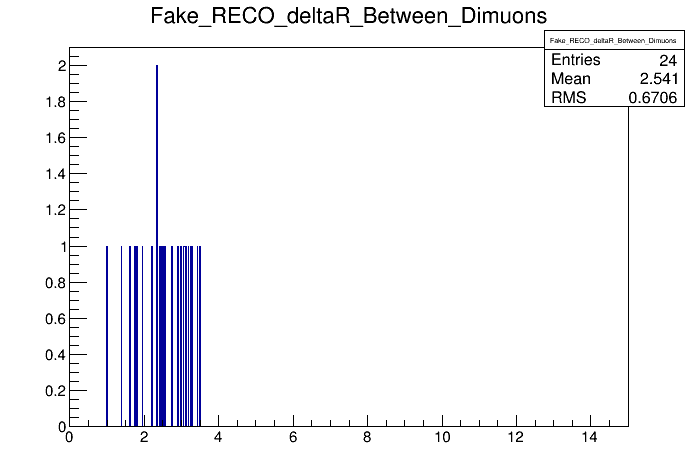 Fake_RECO_deltaR_Between_Dimuons
Fake_RECO_deltaR_Between_Dimuons
Entries 24
Mean 2.541
RMS 0.6706
2
1.8
1.6
1.4
1.2
1
0.8
0.6
0.4
0.2
0
0 2 4 6 8 10 12 14